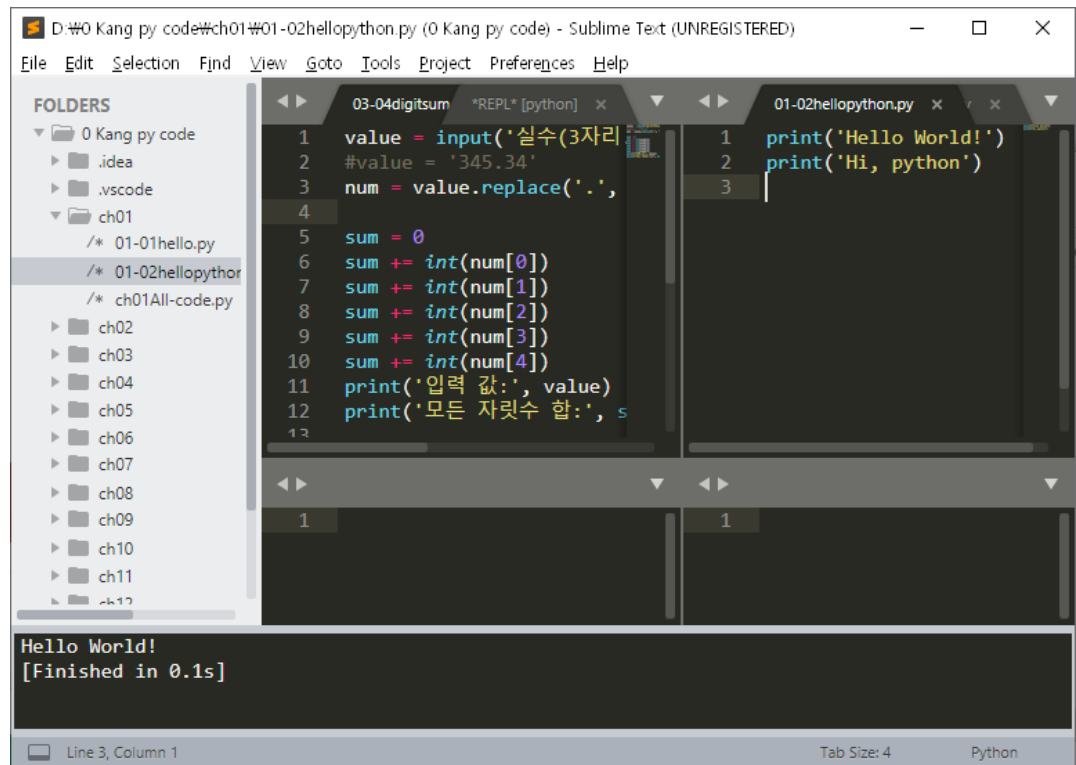 D:₩0 Kang py code₩ch01₩01-02hellopython.py (0 Kang py code) - Sublime Text (UNREGISTERED)
File Edit Selection Find View Goto Tools Project Preferences Help
FOLDERS
0 Kang py code
.idea
.vscode
ch01
/* 01-01hello.py
/* 01-02hellopython
/* ch01All-code.py
ch02
ch03
ch04
ch05
ch06
ch07
ch08
ch09
ch10
ch11
ch12
03-04digitsum *REPL* [python] ×
1 value = input('실수(3자리
2 #value = '345.34'
3 num = value.replace('.',
4
5 sum = 0
6 sum += int(num[0])
7 sum += int(num[1])
8 sum += int(num[2])
9 sum += int(num[3])
10 sum += int(num[4])
11 print('입력 값:', value)
12 print('모든 자릿수 합:', s
13
01-02hellopython.py ×
1 print('Hello World!')
2 print('Hi, python')
3
1
1
Hello World!
[Finished in 0.1s]
Line 3, Column 1
Tab Size: 4
Python